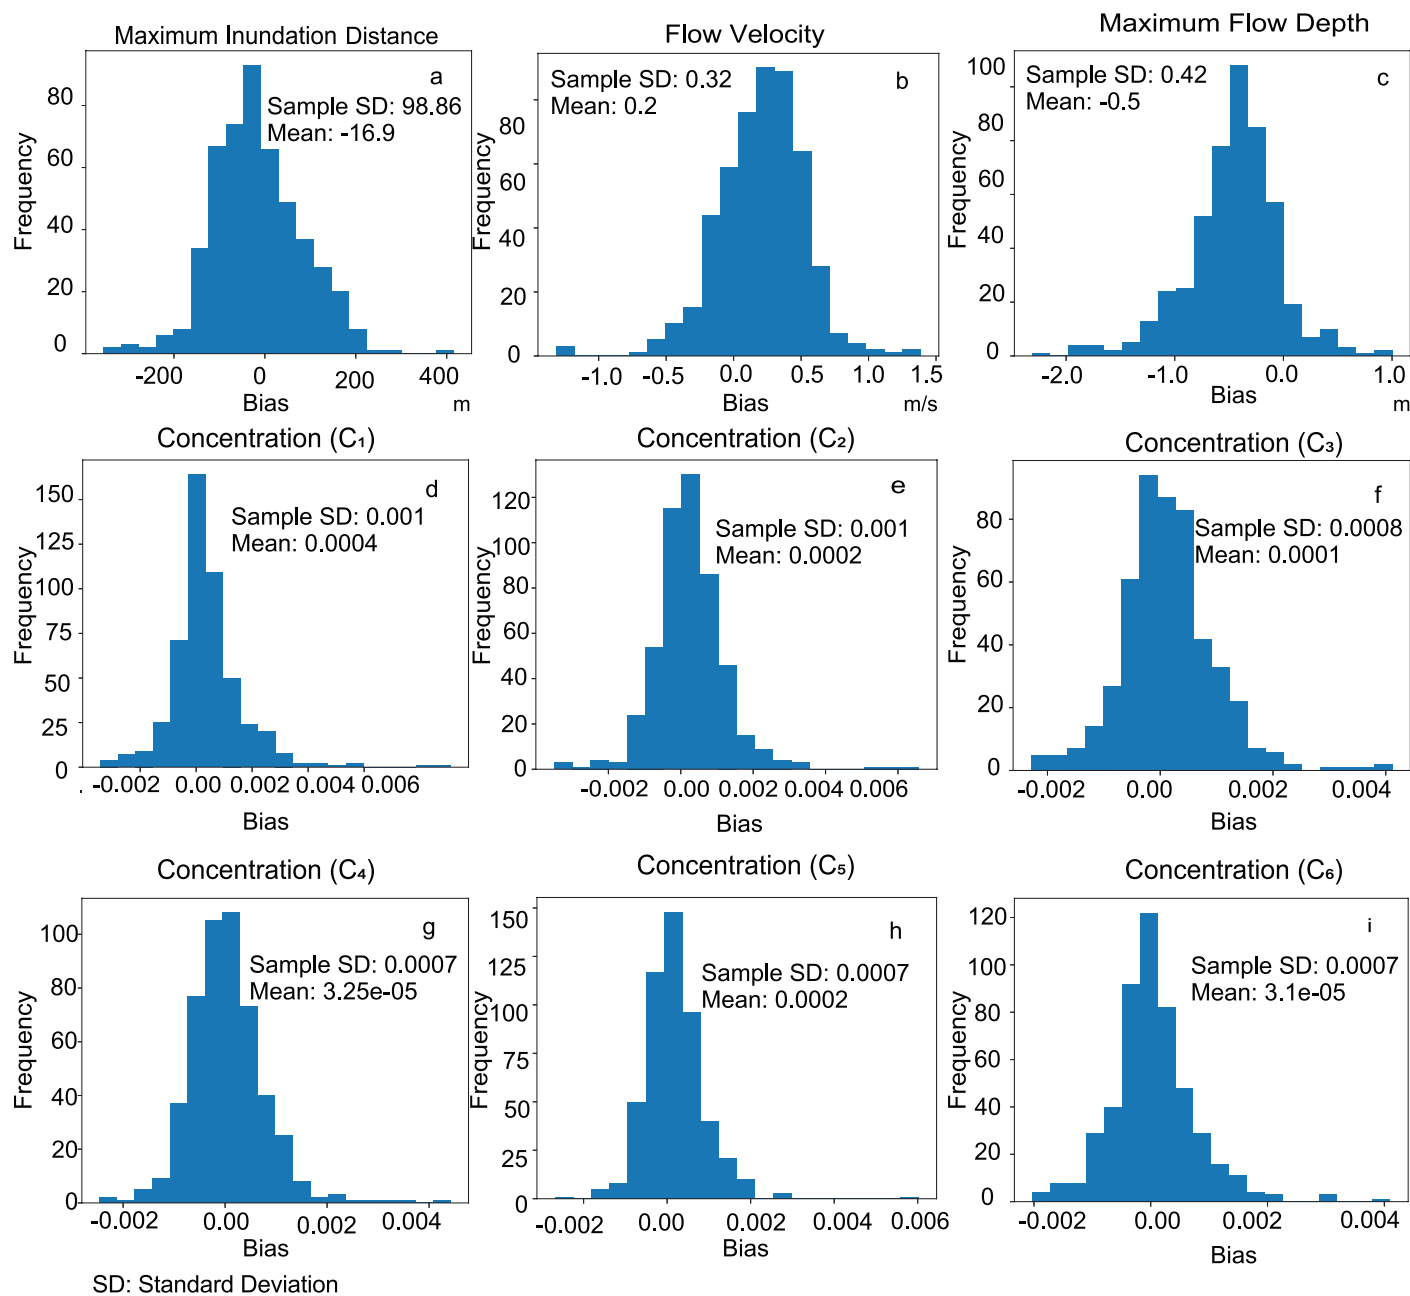 Maximum Inundation Distance
a
Sample SD: 98.86
Mean: -16.9
Frequency
80
60
40
20
0
-200
0
200
400
Bias
m
Flow Velocity
b
Sample SD: 0.32
Mean: 0.2
Frequency
80
60
40
20
0
-1.0
-0.5
0.0
0.5
1.0
1.5
Bias
m/s
Maximum Flow Depth
c
Sample SD: 0.42
Mean: -0.5
Frequency
100
80
60
40
20
0
-2.0
-1.0
0.0
1.0
Bias
m
Concentration (C₁)
d
Sample SD: 0.001
Mean: 0.0004
Frequency
150
125
100
75
50
25
0
-0.002
0.00
0.002
0.004
0.006
Bias
Concentration (C₂)
e
Sample SD: 0.001
Mean: 0.0002
Frequency
120
100
80
60
40
20
0
-0.002
0.00
0.002
0.004
0.006
Bias
Concentration (C₃)
f
Sample SD: 0.0008
Mean: 0.0001
Frequency
80
60
40
20
0
-0.002
0.00
0.002
0.004
Bias
Concentration (C₄)
g
Sample SD: 0.0007
Mean: 3.25e-05
Frequency
100
80
60
40
20
0
-0.002
0.00
0.002
0.004
Bias
Concentration (C₅)
h
Sample SD: 0.0007
Mean: 0.0002
Frequency
150
125
100
75
50
25
0
0.002
0.00
0.002
0.004
0.006
Bias
Concentration (C₆)
i
Sample SD: 0.0007
Mean: 3.1e-05
Frequency
120
100
80
60
40
20
0
-0.002
0.00
0.002
0.004
Bias
SD: Standard Deviation